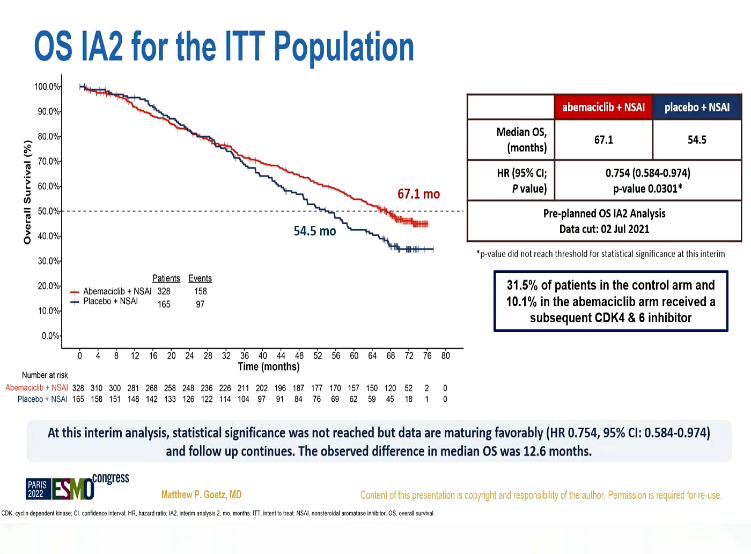 OS IA2 for the ITT Population
100.0%
90.0%
80.0%
70.0%
60.0%
50.0%
40.0%
30.0%
20.0%
10.0%
0.0%
Overall Survival (%)
67.1 mo
54.5 mo
Patients Events
Abemaciclib + NSAI 328 158
Placebo + NSAI 165 97
0 4 8 12 16 20 24 28 32 36 40 44 48 52 56 60 64 68 72 76 80
Time (months)
Number at risk
Abemaciclib + NSAI 328 310 300 281 268 258 248 236 226 211 202 196 187 177 170 157 150 120 52 2 0
Placebo + NSAI 165 158 151 148 142 133 126 122 114 104 97 91 84 76 69 62 59 45 18 1 0
abemaciclib + NSAI placebo + NSAI
Median OS, (months) 67.1 54.5
HR (95% CI; P value) 0.754 (0.584-0.974)
p-value 0.0301*
Pre-planned OS IA2 Analysis
Data cut: 02 Jul 2021
*p-value did not reach threshold for statistical significance at this interim
31.5% of patients in the control arm and
10.1% in the abemaciclib arm received a
subsequent CDK4 & 6 inhibitor
At this interim analysis, statistical significance was not reached but data are maturing favorably (HR 0.754, 95% CI: 0.584-0.974)
and follow up continues. The observed difference in median OS was 12.6 months.
PARIS 2022 ESMO congress
Matthew P. Goetz, MD
Content of this presentation is copyright and responsibility of the author. Permission is required for re-use.
CDK: cyclin dependent kinase; CI, confidence interval; HR, hazard ratio; IA2, interim analysis 2; mo, months; ITT, intent to treat; NSAI, nonsteroidal aromatase inhibitor; OS, overall survival.